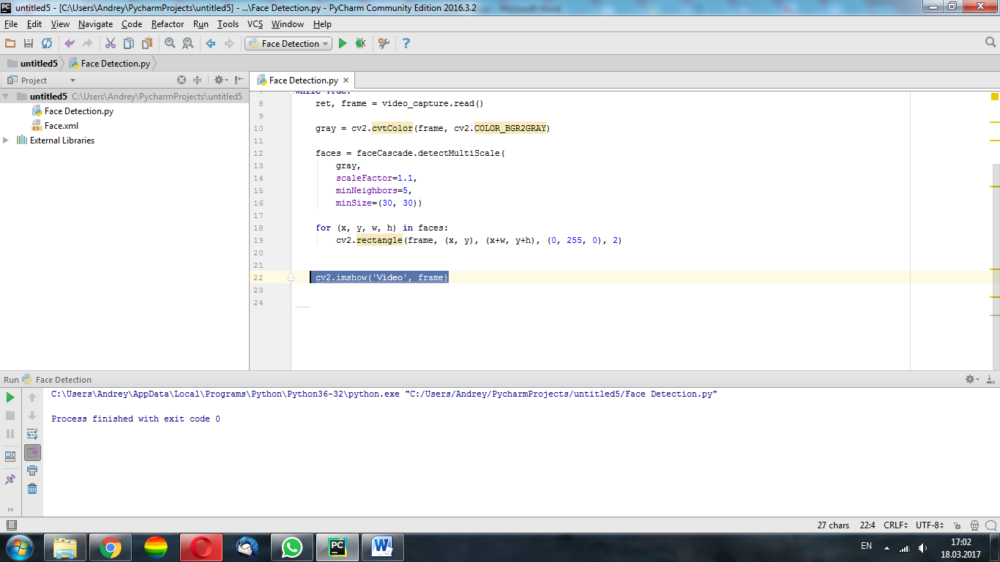 untitled5 - [C:\Users\Andrey\PycharmProjects\untitled5] - ...\Face Detection.py - PyCharm Community Edition 2016.3.2
File Edit View Navigate Code Refactor Run Tools VCS Window Help
Face Detection
untitled5 Face Detection.py
Project
Face Detection.py
untitled5 C:\Users\Andrey\PycharmProjects\untitled5
Face Detection.py
Face.xml
External Libraries
8 ret, frame = video_capture.read()
9
10 gray = cv2.cvtColor(frame, cv2.COLOR_BGR2GRAY)
11
12 faces = faceCascade.detectMultiScale(
13 gray,
14 scaleFactor=1.1,
15 minNeighbors=5,
16 minSize=(30, 30))
17
18 for (x, y, w, h) in faces:
19 cv2.rectangle(frame, (x, y), (x+w, y+h), (0, 255, 0), 2)
20
21
22 cv2.imshow('Video', frame)
23
24
Run Face Detection
C:\Users\Andrey\AppData\Local\Programs\Python\Python36-32\python.exe "C:/Users/Andrey/PycharmProjects/untitled5/Face Detection.py"
Process finished with exit code 0
27 chars 22:4 CRLF UTF-8
EN
17:02
18.03.2017